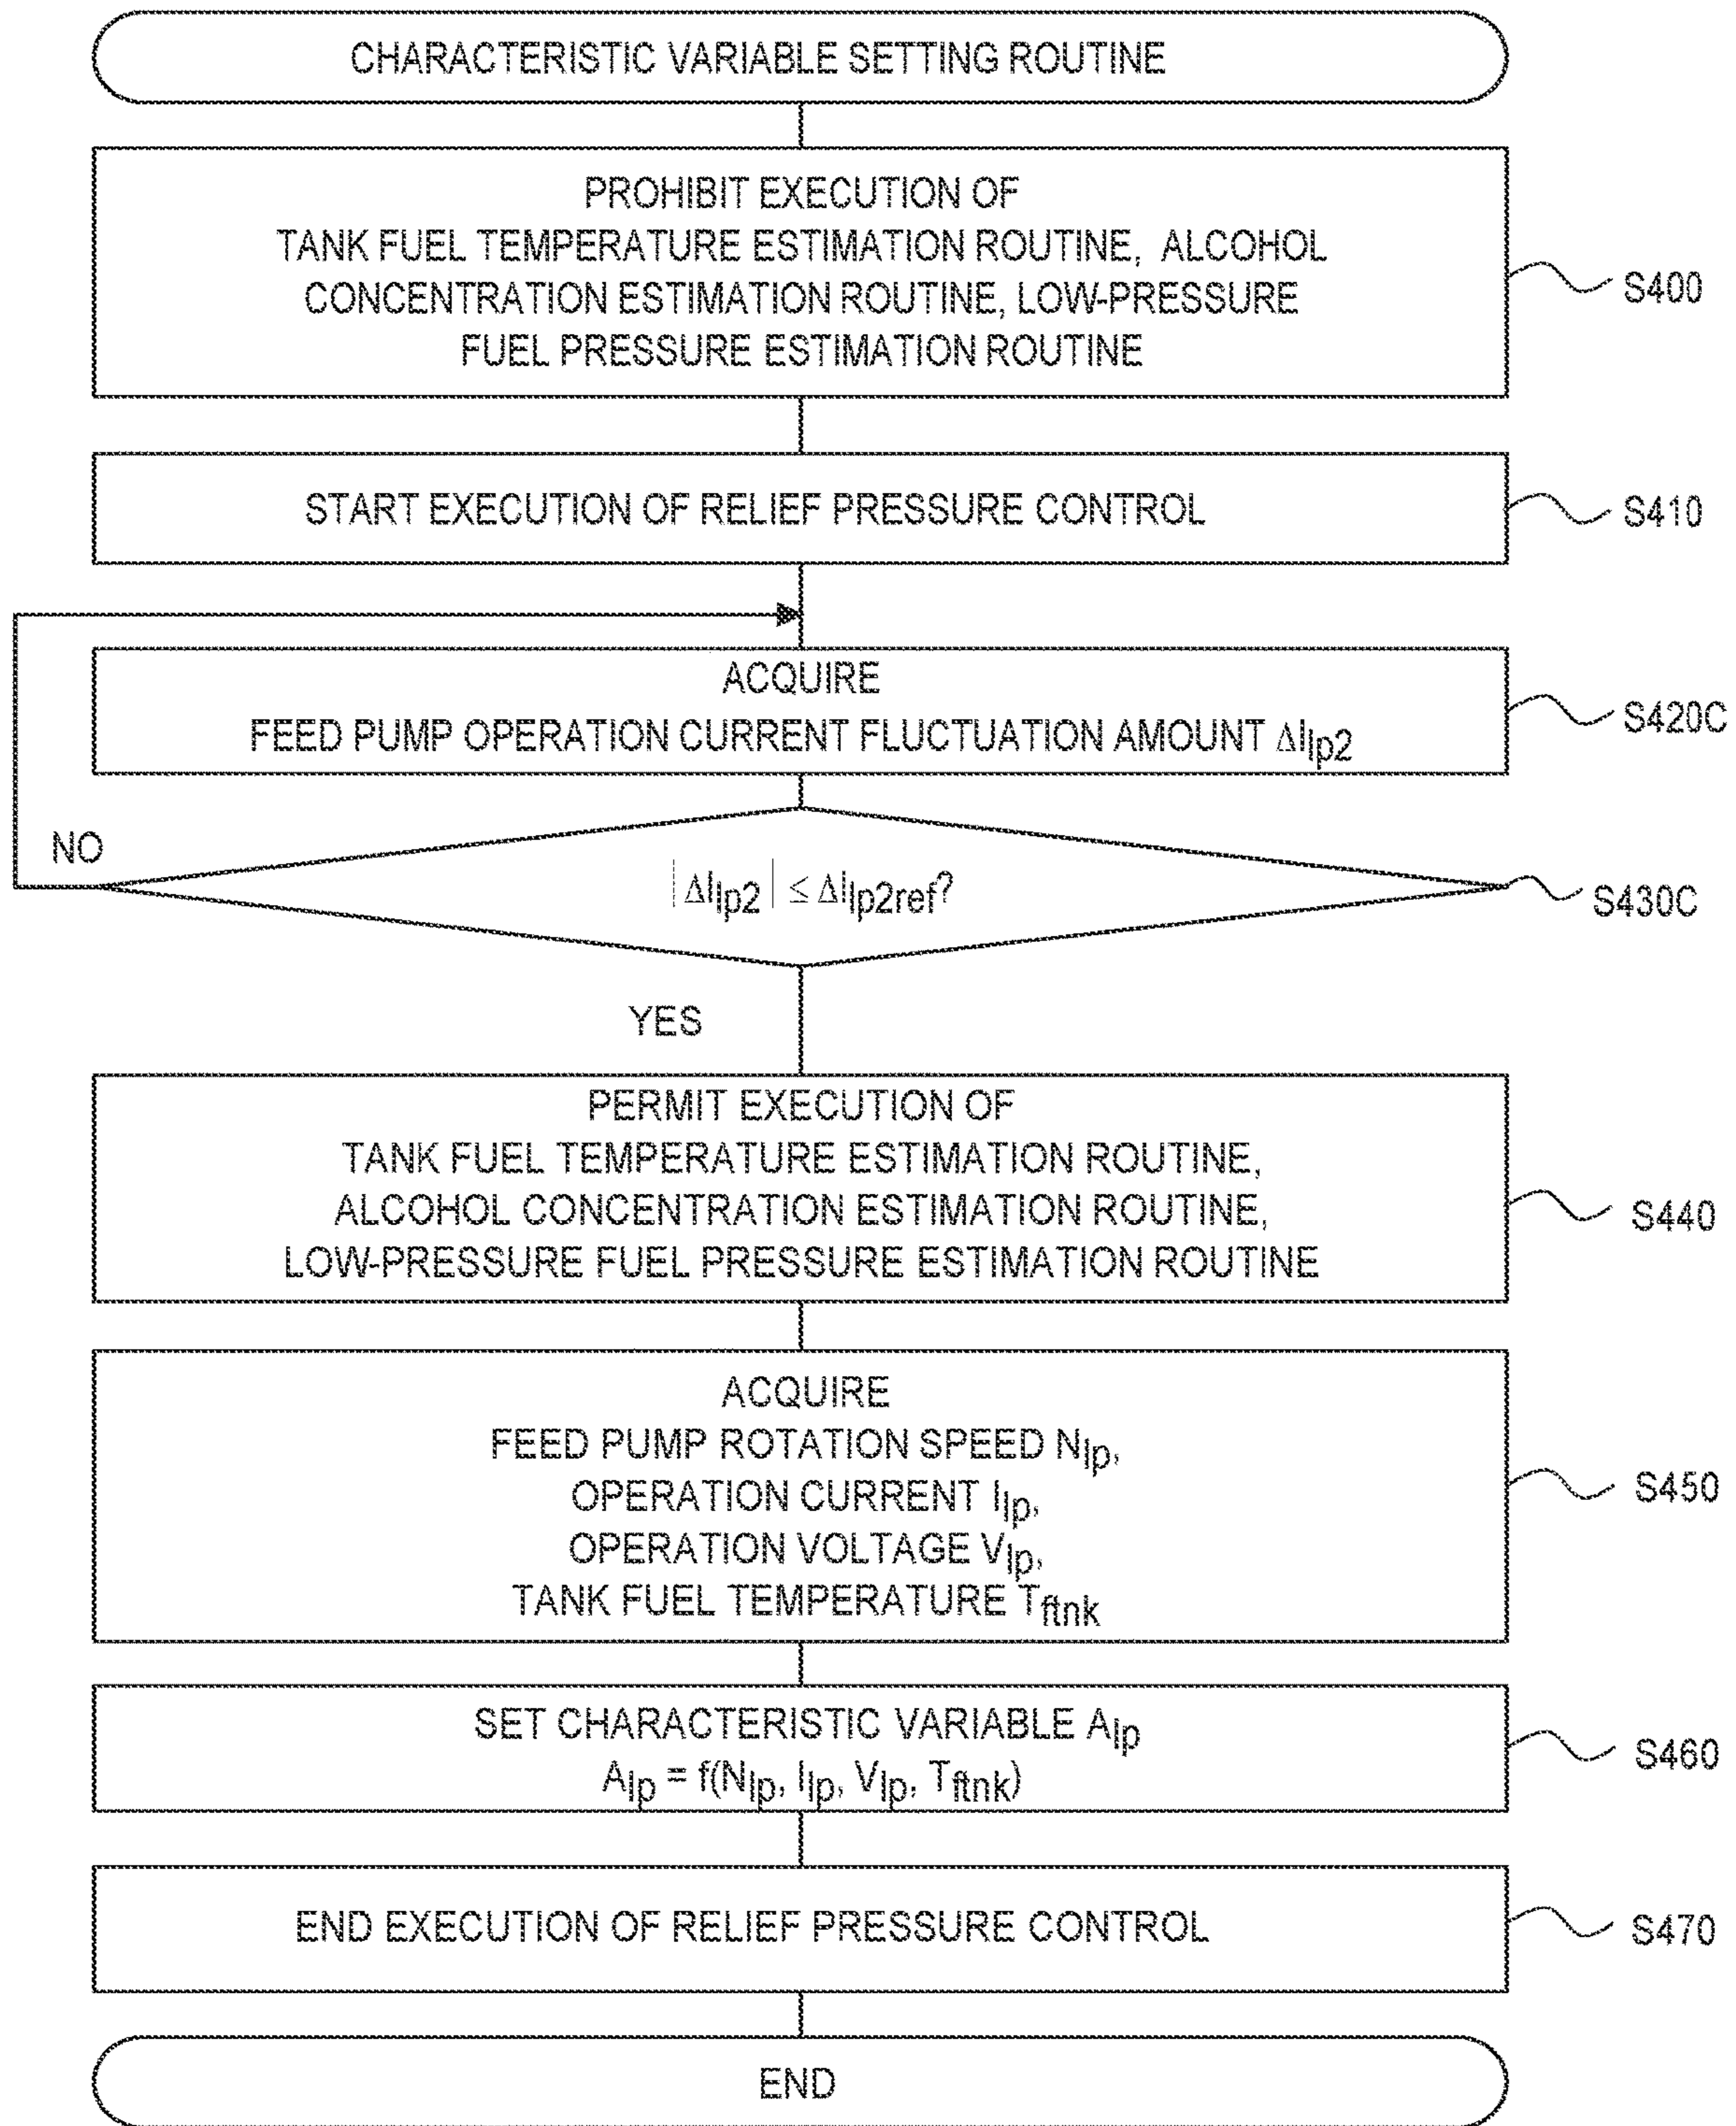 CHARACTERISTIC VARIABLE SETTING ROUTINE
PROHIBIT EXECUTION OF
TANK FUEL TEMPERATURE ESTIMATION ROUTINE, ALCOHOL
CONCENTRATION ESTIMATION ROUTINE, LOW-PRESSURE
FUEL PRESSURE ESTIMATION ROUTINE
S400
START EXECUTION OF RELIEF PRESSURE CONTROL
S410
ACQUIRE
FEED PUMP OPERATION CURRENT FLUCTUATION AMOUNT ΔIlp2
S420C
NO
|ΔIlp2| ≤ ΔIlp2ref?
S430C
YES
PERMIT EXECUTION OF
TANK FUEL TEMPERATURE ESTIMATION ROUTINE,
ALCOHOL CONCENTRATION ESTIMATION ROUTINE,
LOW-PRESSURE FUEL PRESSURE ESTIMATION ROUTINE
S440
ACQUIRE
FEED PUMP ROTATION SPEED Nlp,
OPERATION CURRENT Ilp,
OPERATION VOLTAGE Vlp,
TANK FUEL TEMPERATURE Tftnk
S450
SET CHARACTERISTIC VARIABLE Alp
Alp = f(Nlp, Ilp, Vlp, Tftnk)
S460
END EXECUTION OF RELIEF PRESSURE CONTROL
S470
END